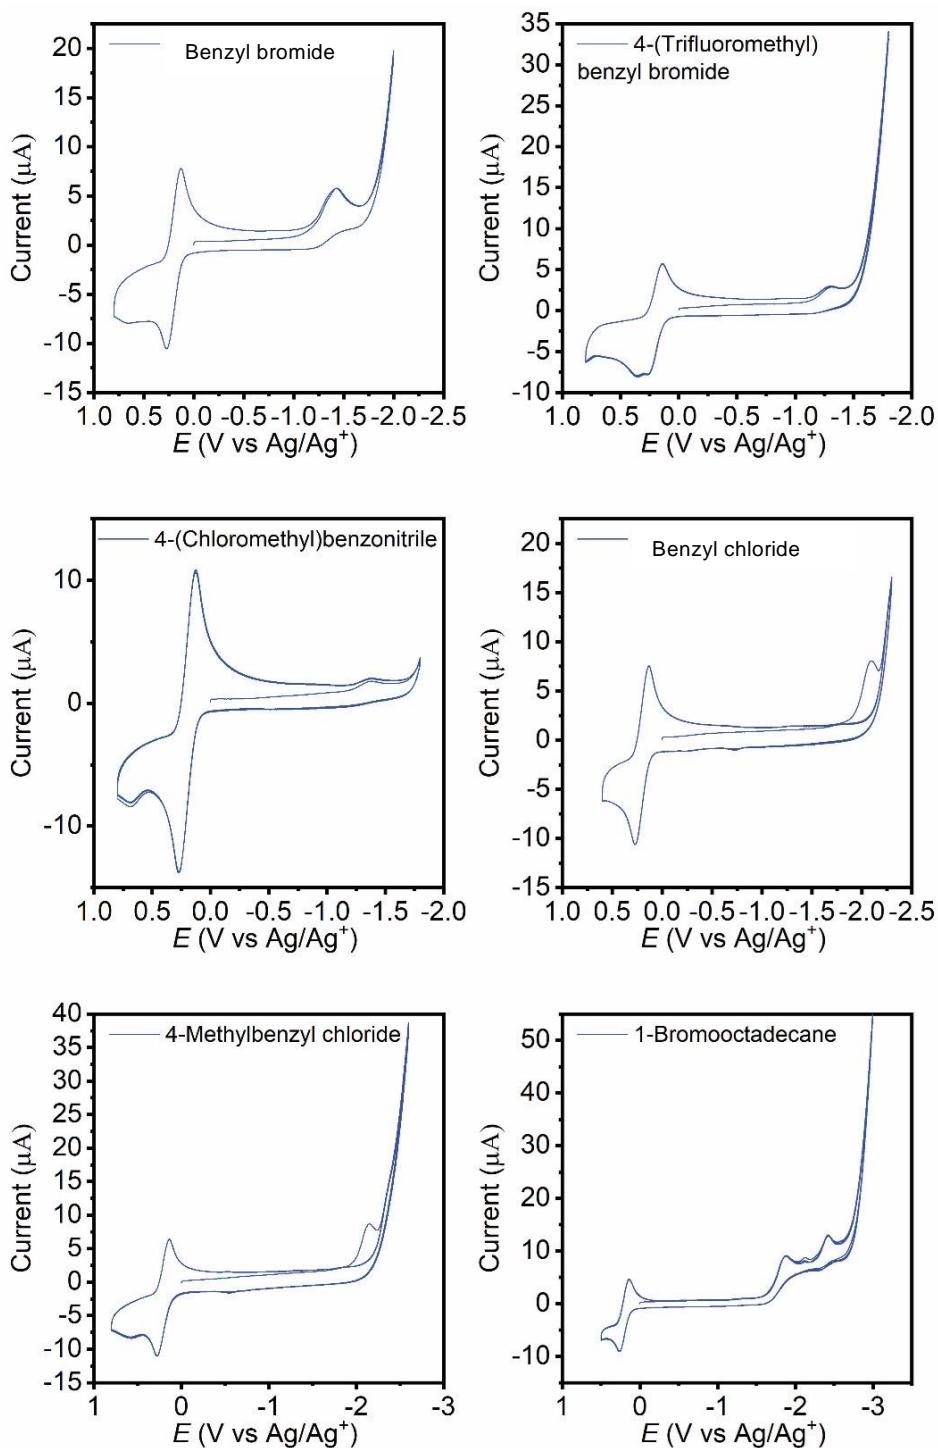 Benzyl bromide
20
15
10
5
0
-5
-10
-15
Current (μA)
1.0 0.5 0.0 -0.5 -1.0 -1.5 -2.0 -2.5
E (V vs Ag/Ag⁺)
4-(Trifluoromethyl)
benzyl bromide
35
30
25
20
15
10
5
0
-5
-10
Current (μA)
1.0 0.5 0.0 -0.5 -1.0 -1.5 -2.0
E (V vs Ag/Ag⁺)
4-(Chloromethyl)benzonitrile
10
0
-10
Current (μA)
1.0 0.5 0.0 -0.5 -1.0 -1.5 -2.0
E (V vs Ag/Ag⁺)
Benzyl chloride
20
15
10
5
0
-5
-10
-15
Current (μA)
1.0 0.5 0.0 -0.5 -1.0 -1.5 -2.0 -2.5
E (V vs Ag/Ag⁺)
4-Methylbenzyl chloride
40
35
30
25
20
15
10
5
0
-5
-10
-15
Current (μA)
1 0 -1 -2 -3
E (V vs Ag/Ag⁺)
1-Bromooctadecane
50
40
30
20
10
0
-10
Current (μA)
1 0 -1 -2 -3
E (V vs Ag/Ag⁺)